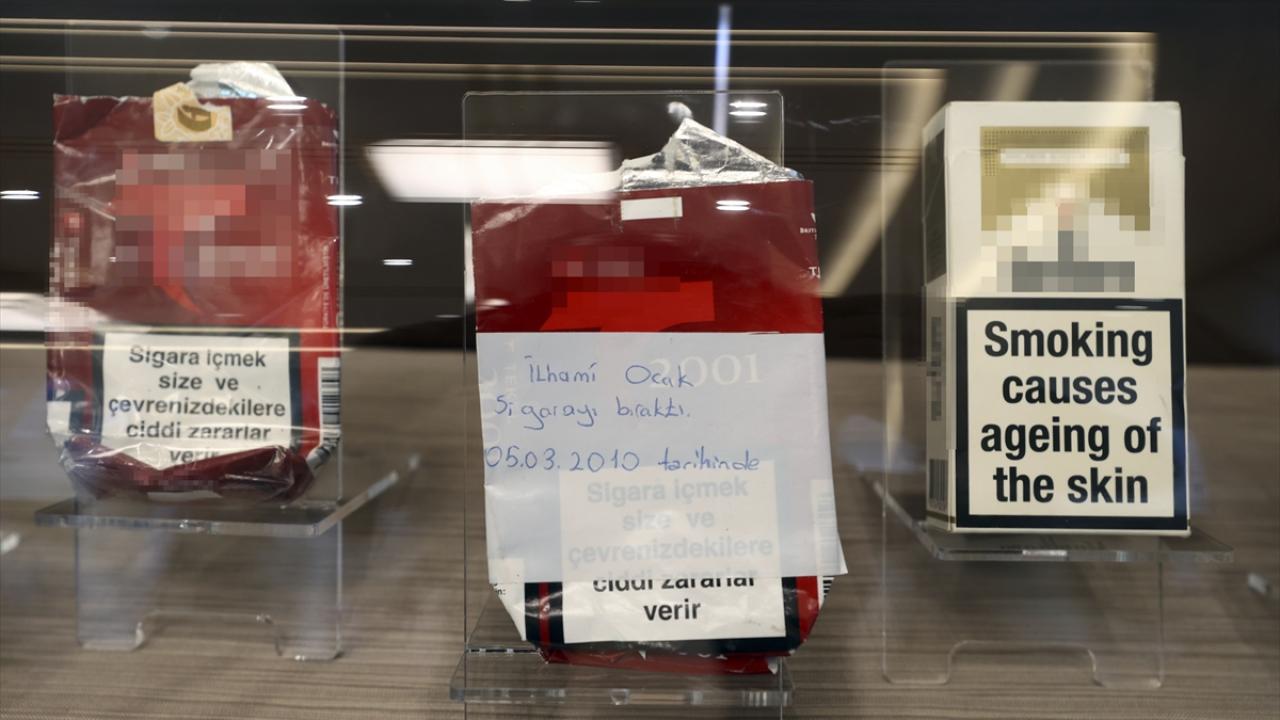 Sigara içmek
size ve
çevrenizdekilere
ciddi zararlar
verir
2001
İLhami Ocak
Sigarayı bıraktı.
05.03.2010 tarihinde
Sigara içmek
size ve
çevrenizdekilere
ciddi zararlar
verir
Smoking
causes
ageing of
the skin